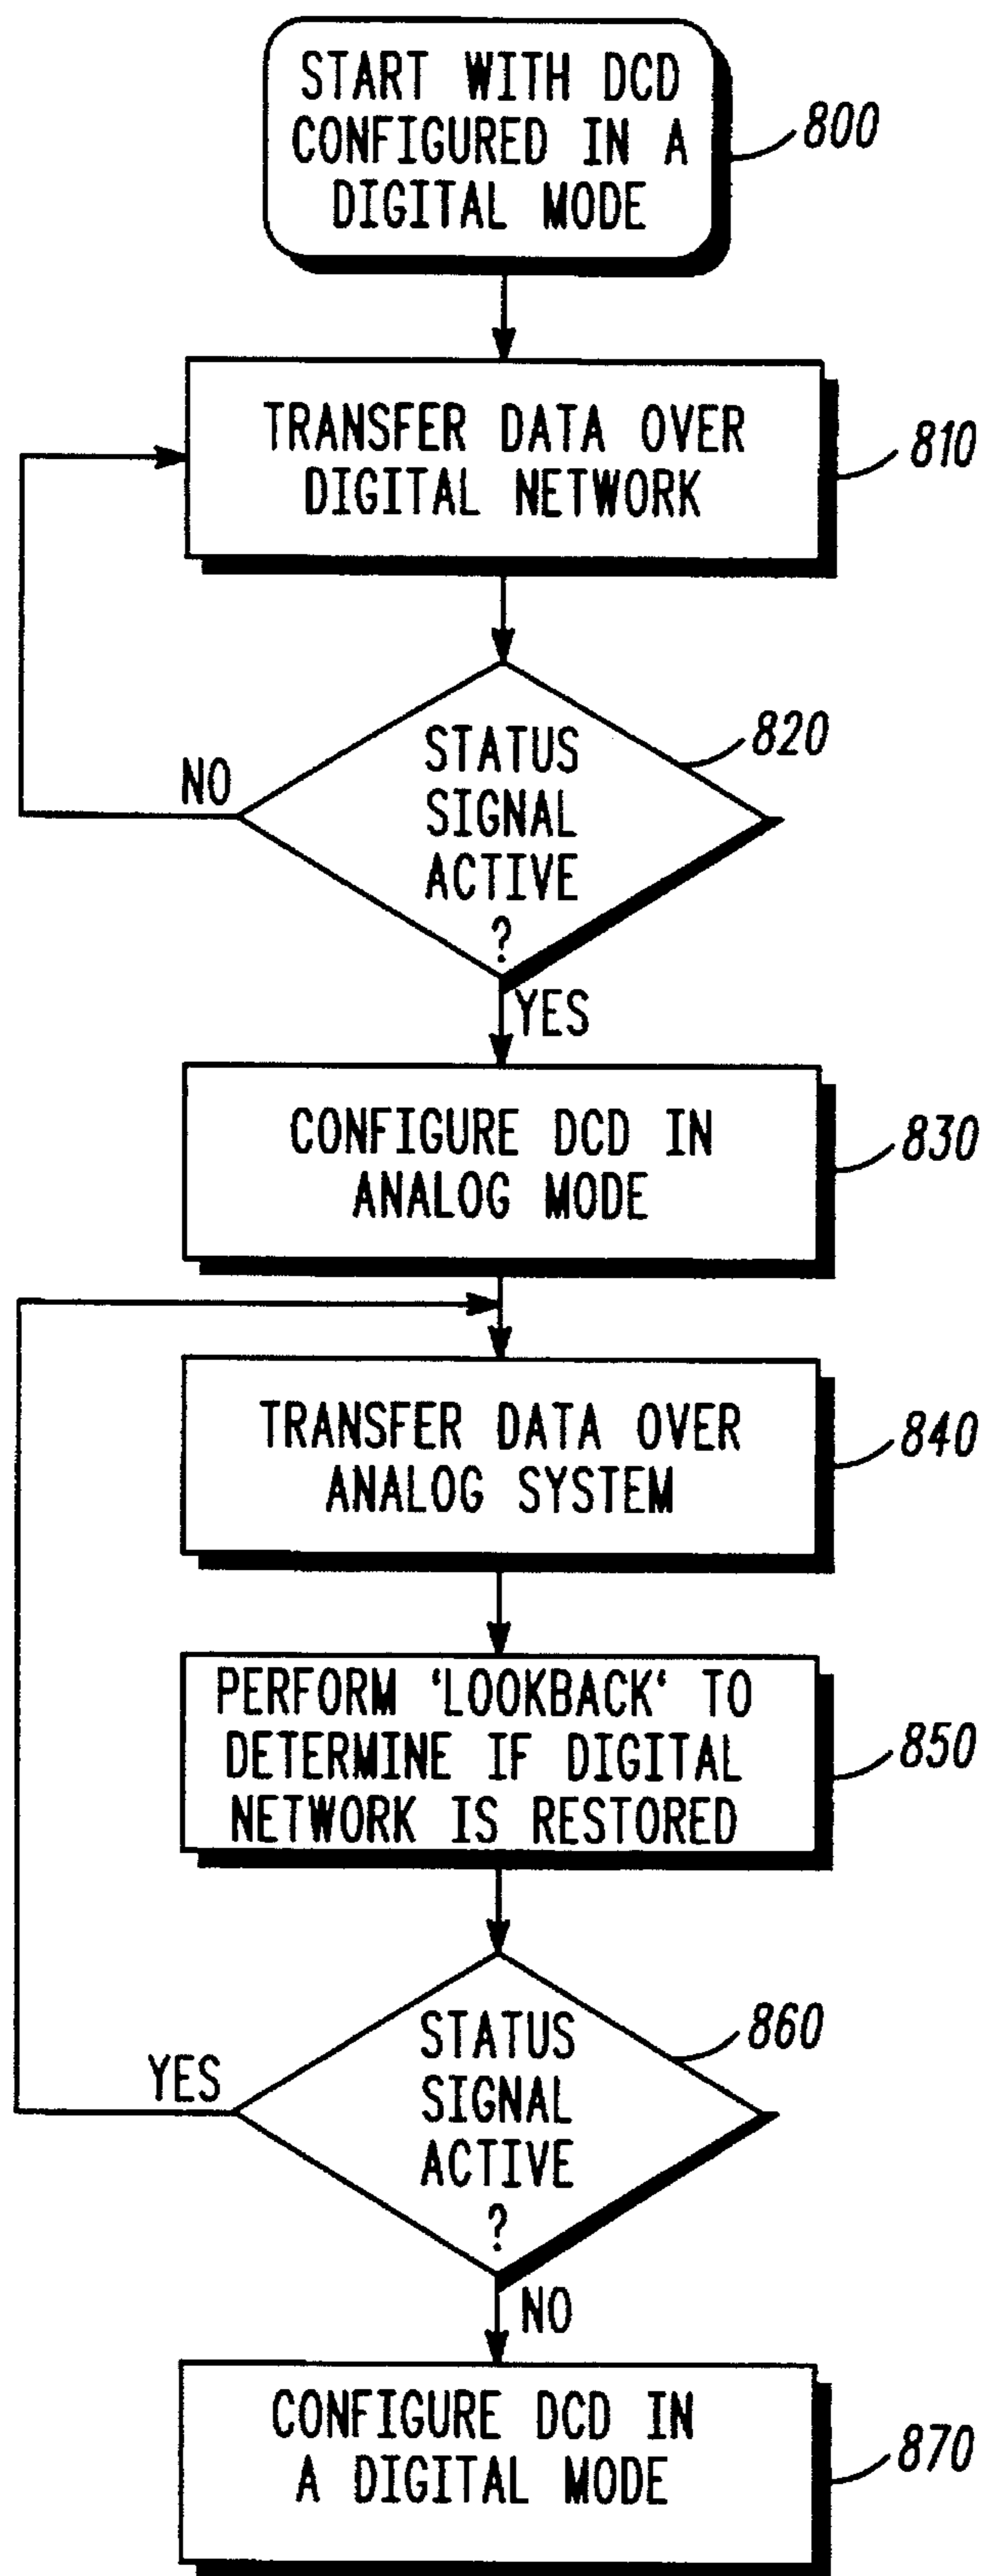 START WITH DCD
CONFIGURED IN A
DIGITAL MODE
800
TRANSFER DATA OVER
DIGITAL NETWORK
810
STATUS
SIGNAL
ACTIVE
?
820
NO
YES
CONFIGURE DCD IN
ANALOG MODE
830
TRANSFER DATA OVER
ANALOG SYSTEM
840
PERFORM 'LOOKBACK' TO
DETERMINE IF DIGITAL
NETWORK IS RESTORED
850
STATUS
SIGNAL
ACTIVE
?
860
YES
NO
CONFIGURE DCD IN
A DIGITAL MODE
870